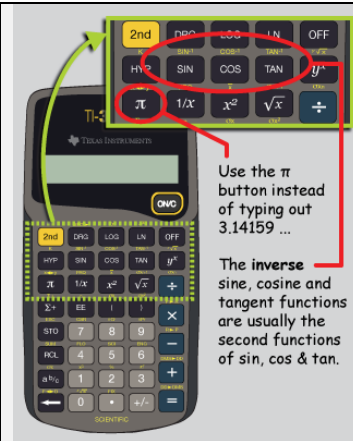 2nd DRG LOG LN OFF
SIN-1 COS-1 TAN-1
HYP SIN COS TAN yx
π 1/x x² √x ÷
TEXAS INSTRUMENTS
ON/C
2nd DRG LOG LN OFF
HYP SIN COS TAN yx
π 1/x x² √x ÷
Σ+ EE ( ) ×
STO 7 8 9 −
RCL 4 5 6 +
a b/c 1 2 3
0 . +/- =
SCIENTIFIC
Use the π
button instead
of typing out
3.14159 ...
The inverse
sine, cosine and
tangent functions
are usually the
second functions
of sin, cos & tan.